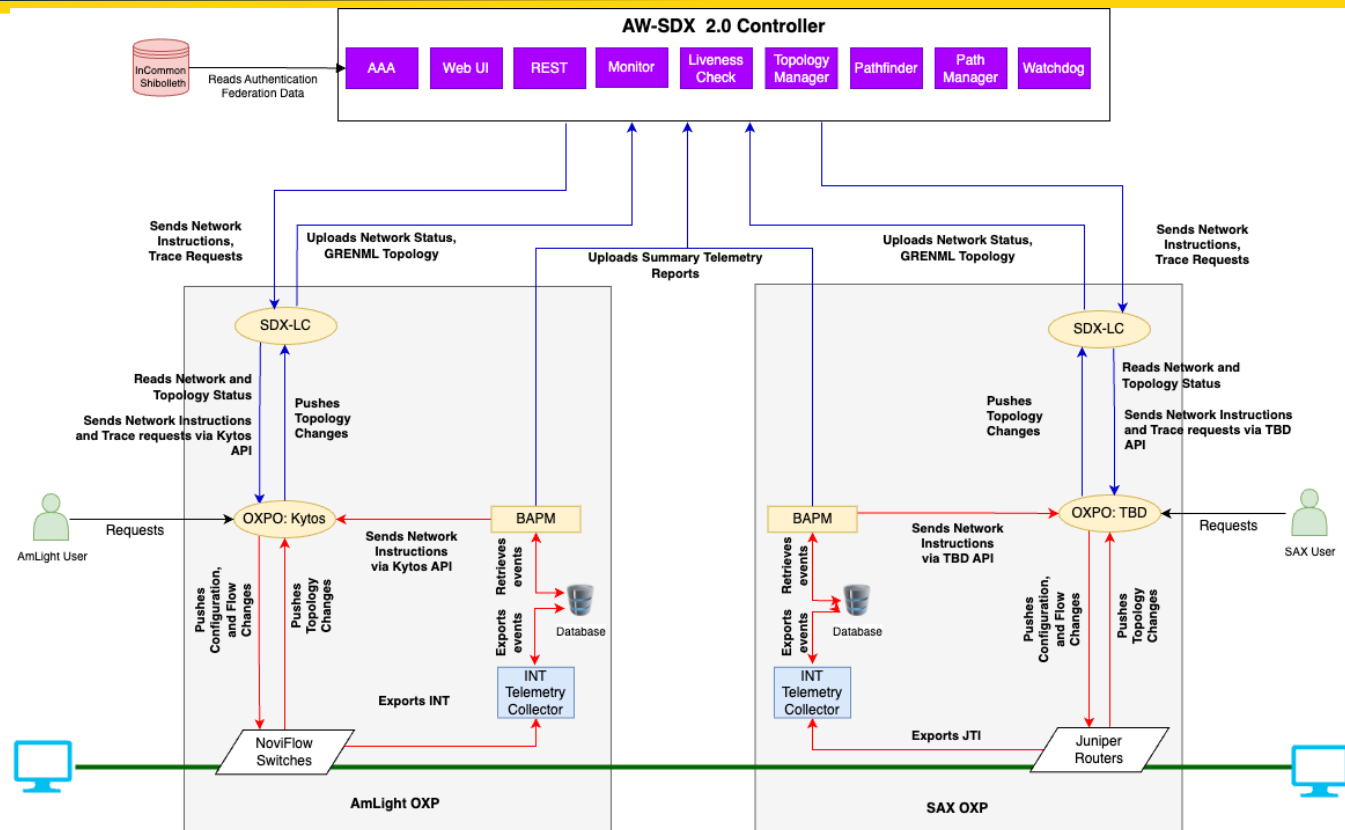 AW-SDX 2.0 Controller
InCommon
Shibolleth
Reads Authentication
Federation Data
AAA
Web UI
REST
Monitor
Liveness
Check
Topology
Manager
Pathfinder
Path
Manager
Watchdog
Sends Network
Instructions,
Trace Requests
Uploads Network Status,
GRENML Topology
Uploads Summary Telemetry
Reports
Uploads Network Status,
GRENML Topology
Sends Network
Instructions,
Trace Requests
SDX-LC
Reads Network and
Topology Status
Sends Network Instructions
and Trace requests via Kytos
API
Pushes
Topology
Changes
AmLight User
Requests
OXPO: Kytos
Sends Network
Instructions
via Kytos API
BAPM
Retrieves
events
Database
Exports
events
INT
Telemetry
Collector
Pushes
Configuration,
and Flow
Changes
Pushes
Topology
Changes
Exports INT
NoviFlow
Switches
AmLight OXP
SDX-LC
Reads Network and
Topology Status
Pushes
Topology
Changes
Sends Network Instructions
and Trace requests via TBD
API
BAPM
Sends Network
Instructions
via TBD API
OXPO: TBD
Requests
SAX User
Retrieves
events
Database
Exports
events
INT
Telemetry
Collector
Pushes
Configuration,
and Flow
Changes
Pushes
Topology
Changes
Exports JTI
Juniper
Routers
SAX OXP